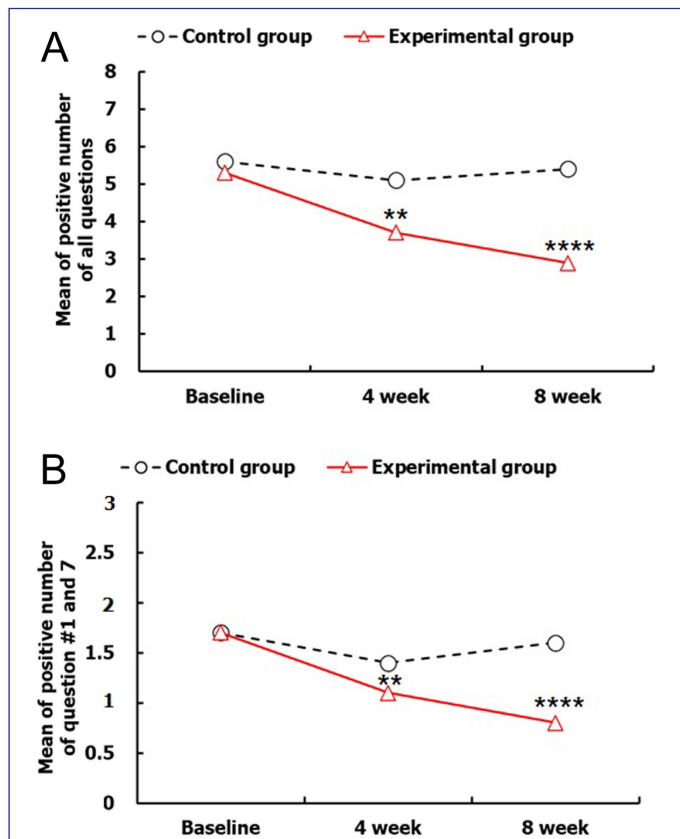 A
Control group
Experimental group
Mean of positive number
of all questions
8
7
6
5
4
3
2
1
0
**
****
Baseline
4 week
8 week
B
Control group
Experimental group
Mean of positive number
of question #1 and 7
3
2.5
2
1.5
1
0.5
0
**
****
Baseline
4 week
8 week